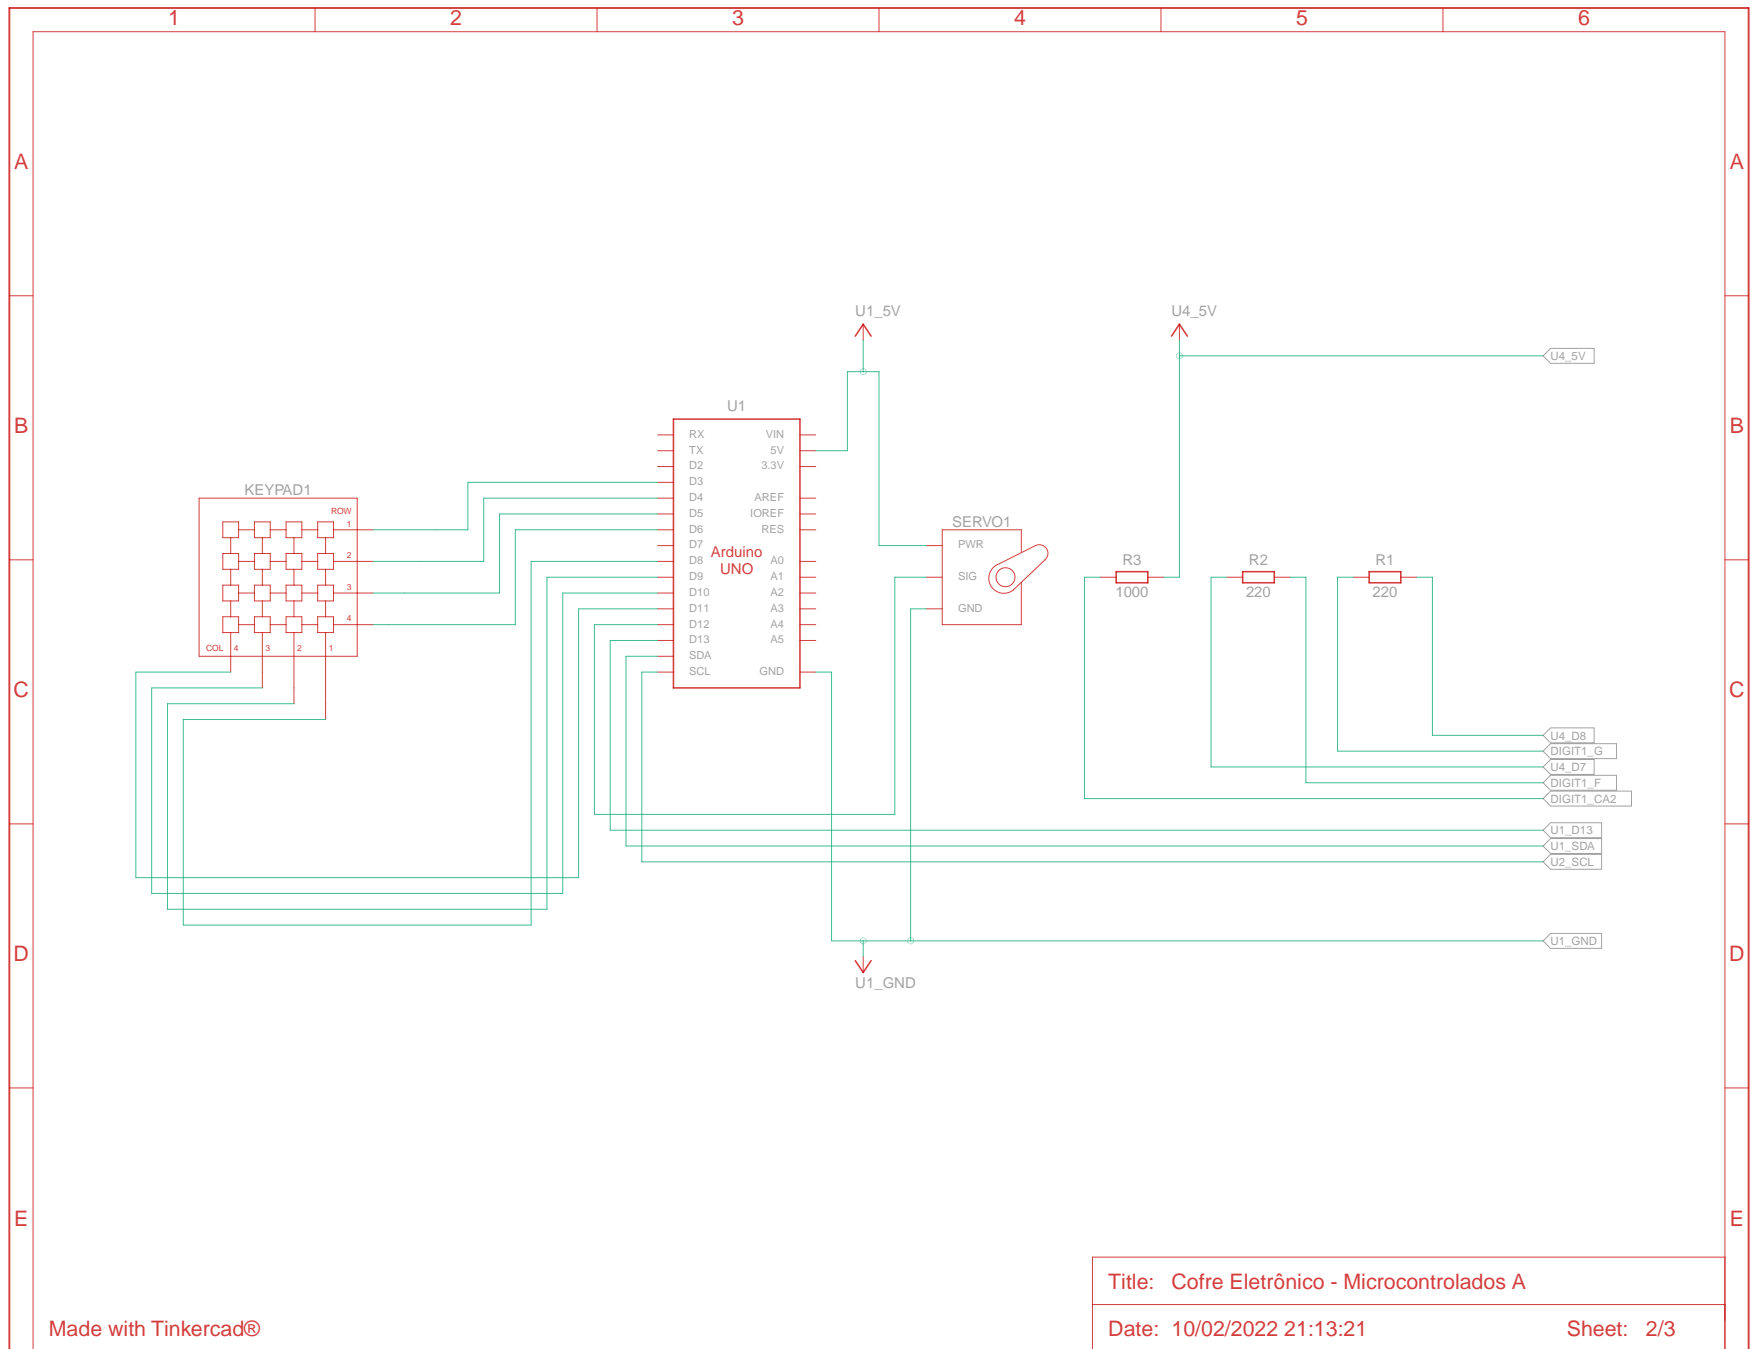 1 2 3 4 5 6
A A
U1_5V U4_5V
U4_5V
B B
U1
RX VIN
TX 5V
D2 3.3V
D3
D4 AREF
D5 IOREF
D6 RES
D7
D8 A0
D9 A1
D10 A2
D11 A3
D12 A4
D13 A5
SDA
SCL GND
Arduino
UNO
KEYPAD1
ROW
1
2
3
4
COL 4 3 2 1
SERVO1
PWR
SIG
GND
R3 R2 R1
1000 220 220
C C
U4_D8
DIGIT1_G
U4_D7
DIGIT1_F
DIGIT1_CA2
U1_D13
U1_SDA
U2_SCL
U1_GND
D D
U1_GND
E E
Title: Cofre Eletrônico - Microcontrolados A
Made with Tinkercad®
Date: 10/02/2022 21:13:21 Sheet: 2/3